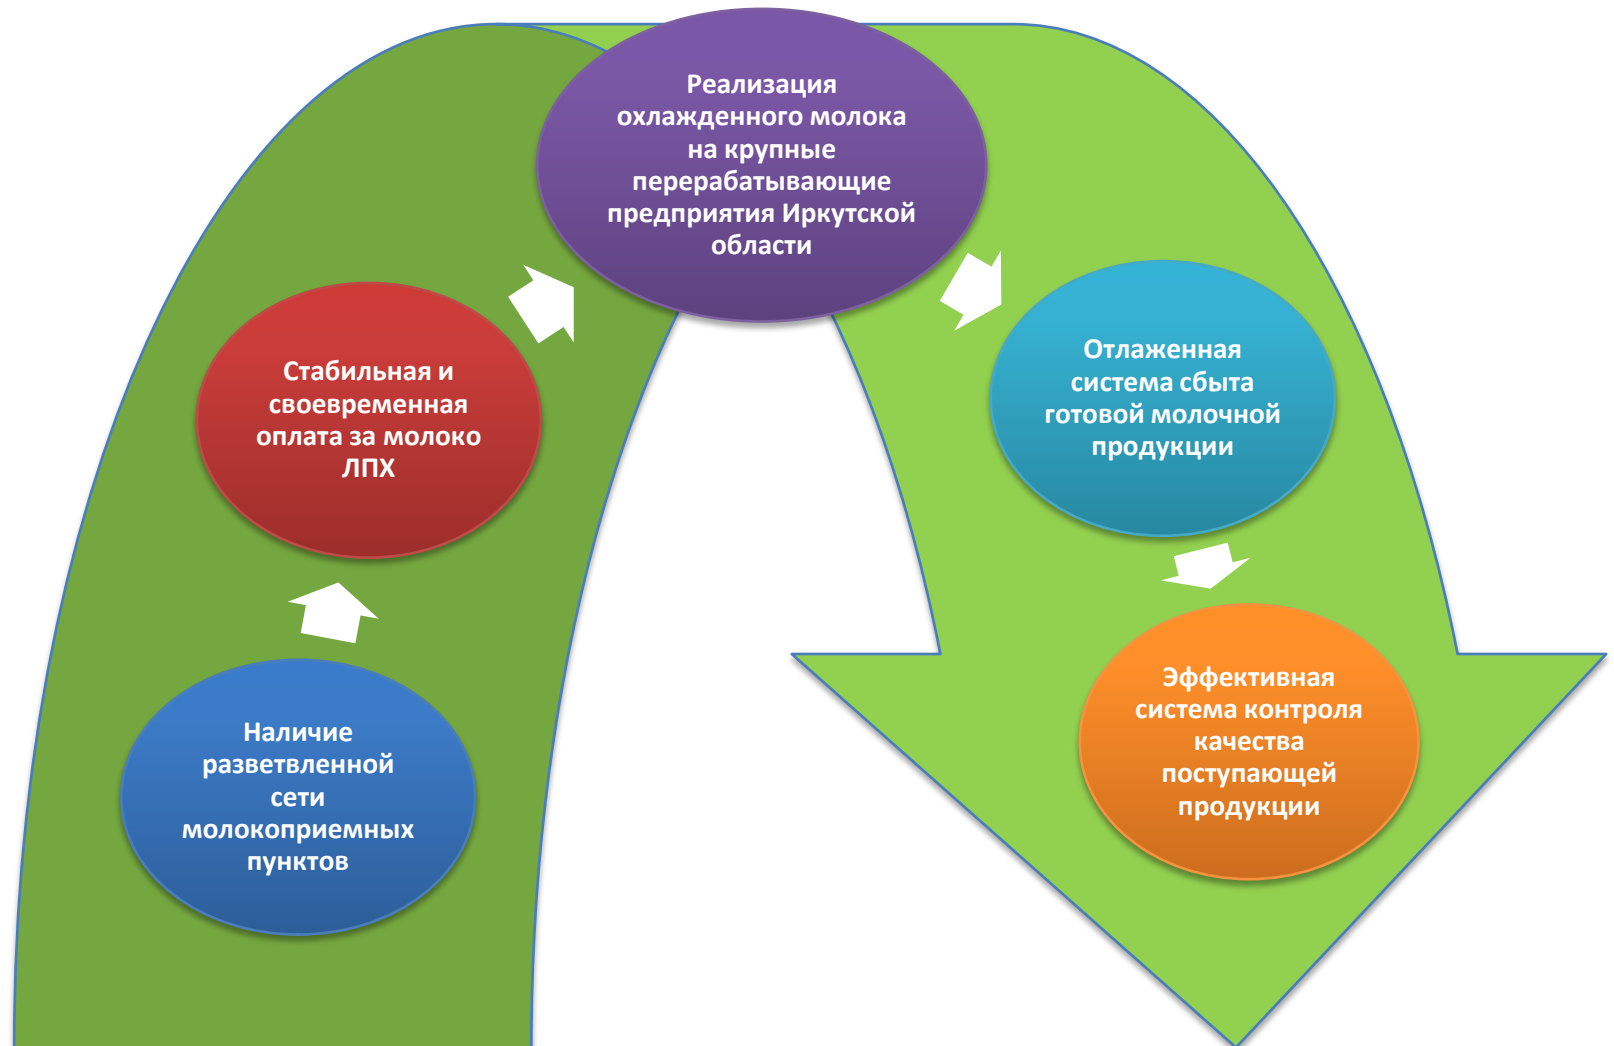 Наличие
разветвленной
сети
молокоприемных
пунктов
Стабильная и
своевременная
оплата за молоко
ЛПХ
Реализация
охлажденного молока
на крупные
перерабатывающие
предприятия Иркутской
области
Отлаженная
система сбыта
готовой молочной
продукции
Эффективная
система контроля
качества
поступающей
продукции